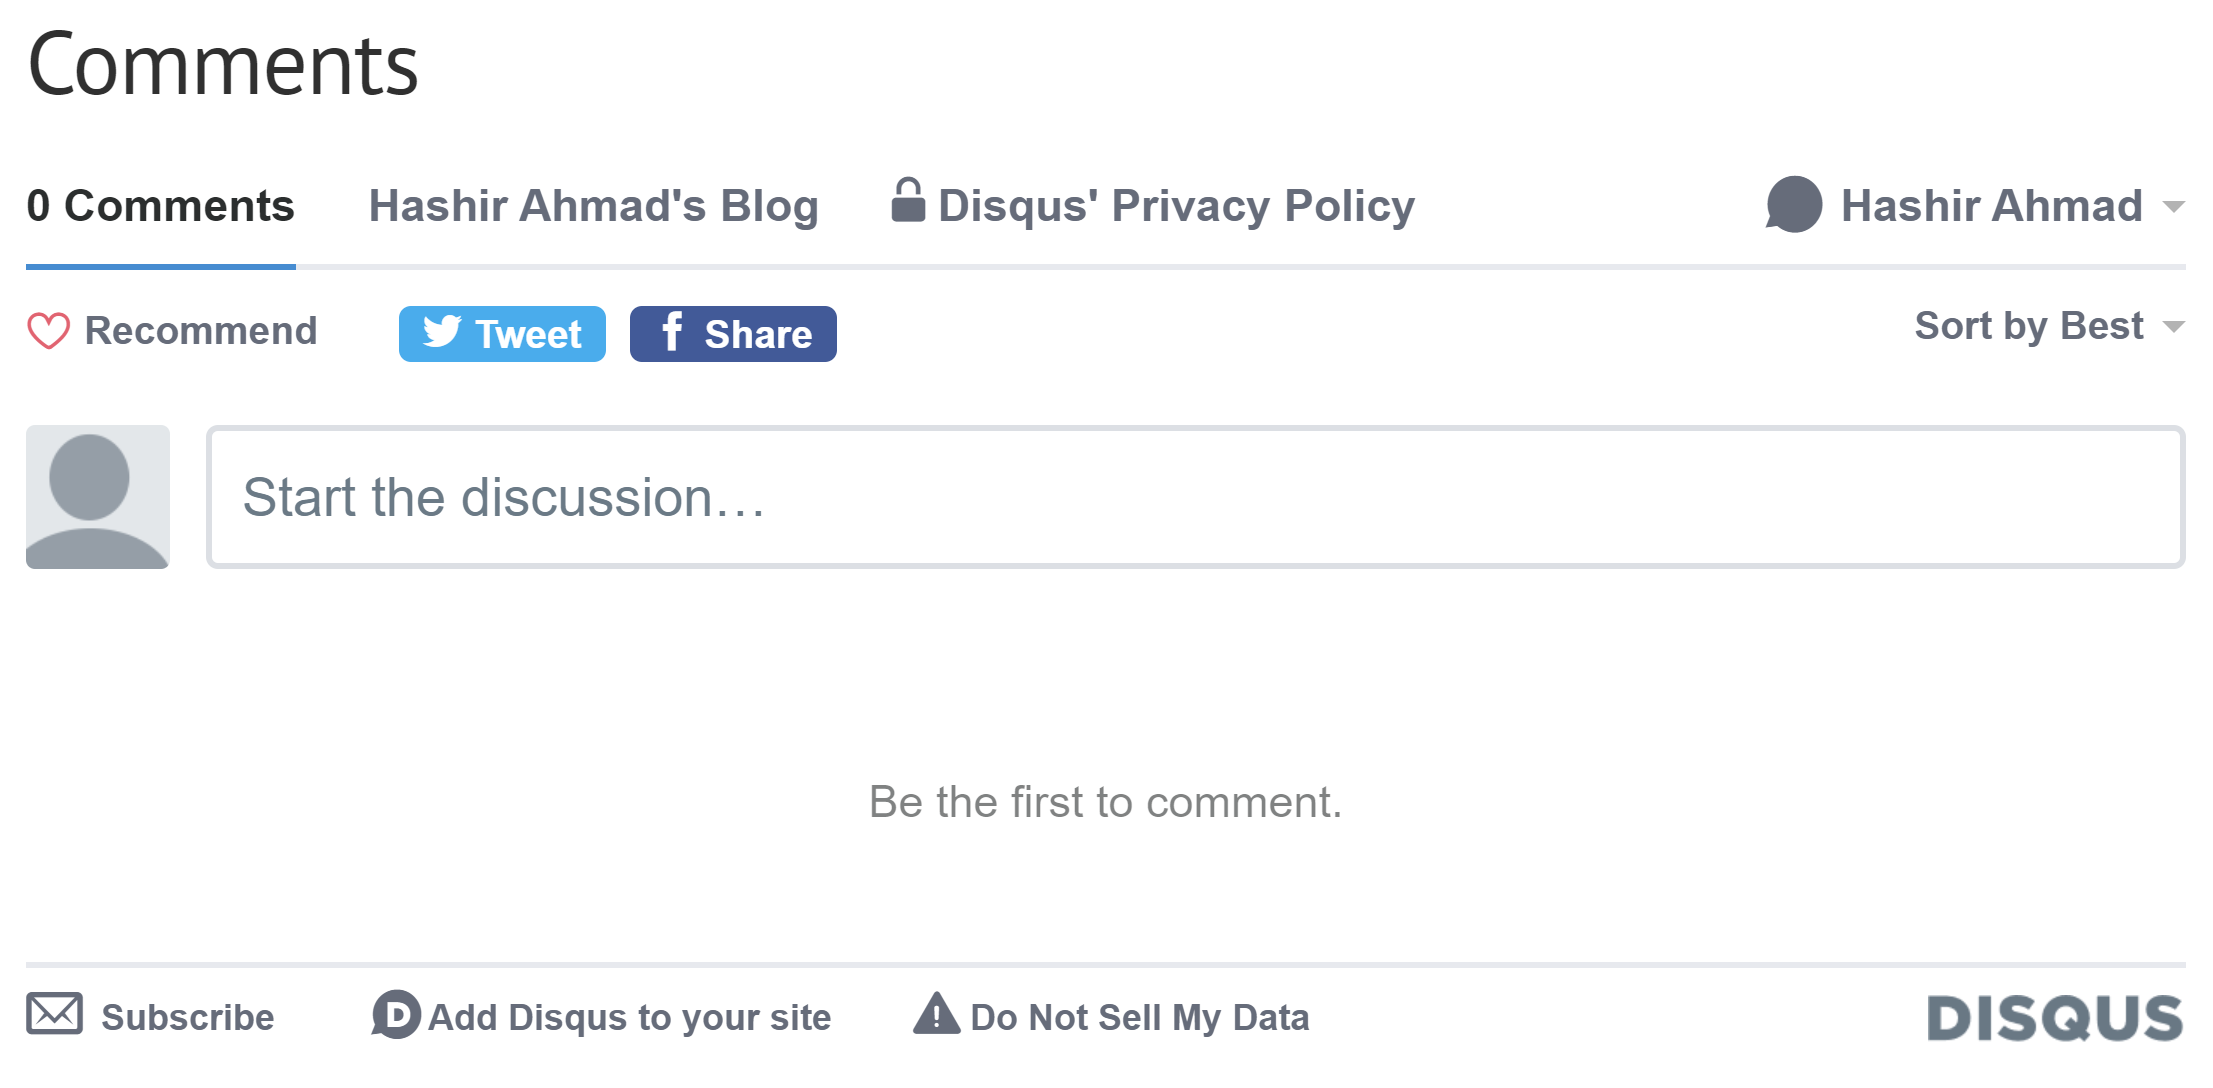 Comments
0 Comments Hashir Ahmad's Blog Disqus' Privacy Policy Hashir Ahmad
Recommend Tweet f Share Sort by Best
Start the discussion…
Be the first to comment.
Subscribe D Add Disqus to your site Do Not Sell My Data DISQUS